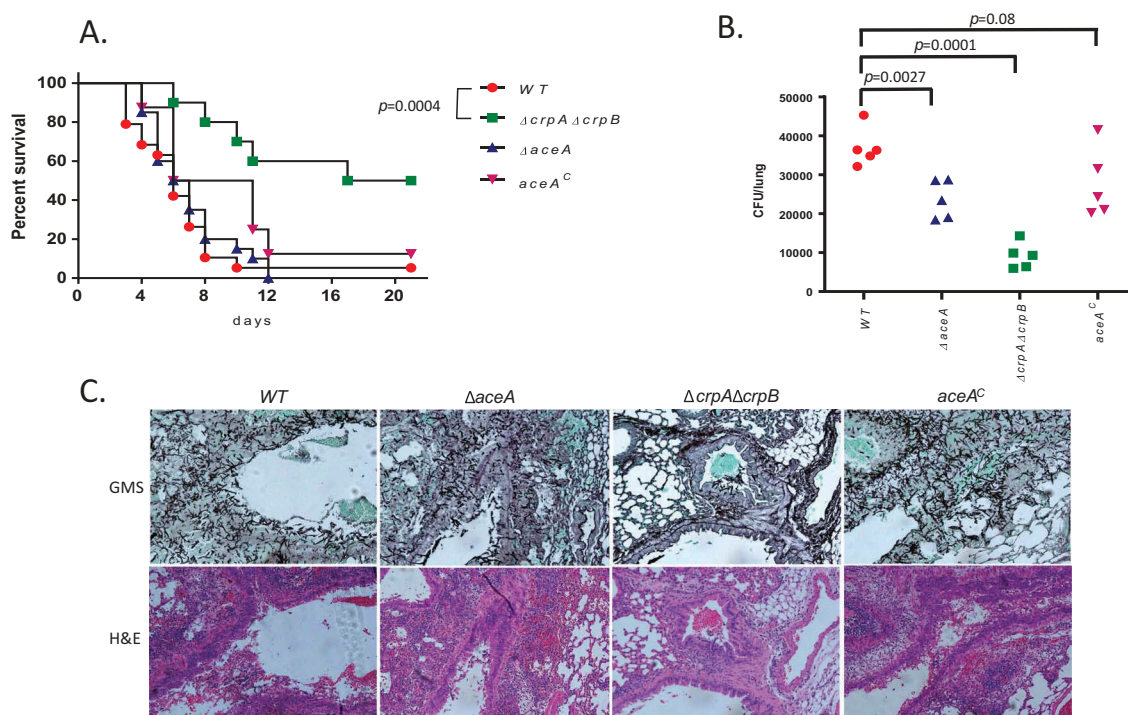 A.
Percent survival
100
80
60
40
20
0
0 4 8 12 16 20
days
p=0.0004
WT
ΔcrpAΔcrpB
ΔaceA
aceA^C
B.
p=0.08
p=0.0001
p=0.0027
CFU/lung
50000
40000
30000
20000
10000
0
WT
ΔaceA
ΔcrpAΔcrpB
aceA^C
C.
WT ΔaceA ΔcrpAΔcrpB aceA^C
GMS
H&E